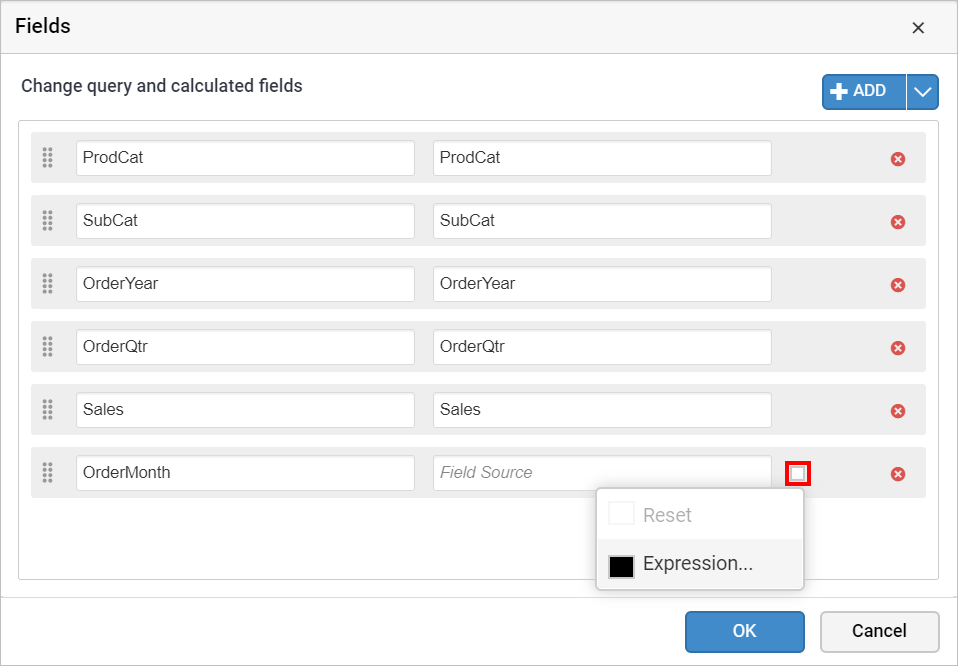 Fields
Change query and calculated fields
ADD
ProdCat ProdCat
SubCat SubCat
OrderYear OrderYear
OrderQtr OrderQtr
Sales Sales
OrderMonth Field Source
Reset
Expression...
OK Cancel